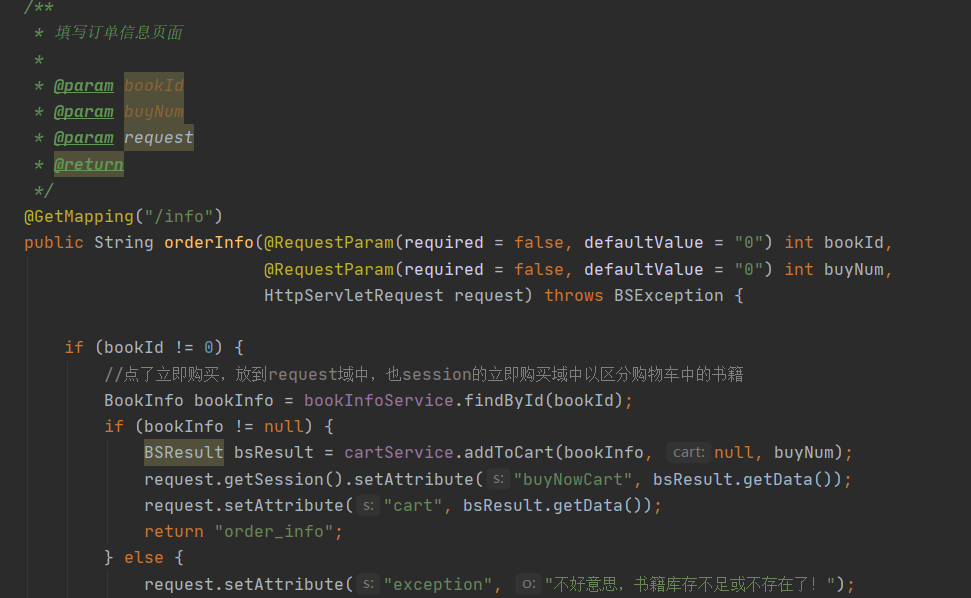 /**
 * 填写订单信息页面
 *
 * @param bookId
 * @param buyNum
 * @param request
 * @return
 */
@GetMapping("/info")
public String orderInfo(@RequestParam(required = false, defaultValue = "0") int bookId,
                        @RequestParam(required = false, defaultValue = "0") int buyNum,
                        HttpServletRequest request) throws BSException {
    if (bookId != 0) {
        //点了立即购买，放到request域中，也session的立即购买域中以区分购物车中的书籍
        BookInfo bookInfo = bookInfoService.findById(bookId);
        if (bookInfo != null) {
            BSResult bsResult = cartService.addToCart(bookInfo, cart: null, buyNum);
            request.getSession().setAttribute( s: "buyNowCart", bsResult.getData());
            request.setAttribute( s: "cart", bsResult.getData());
            return "order_info";
        } else {
            request.setAttribute( s: "exception", o: "不好意思，书籍库存不足或不存在了！");